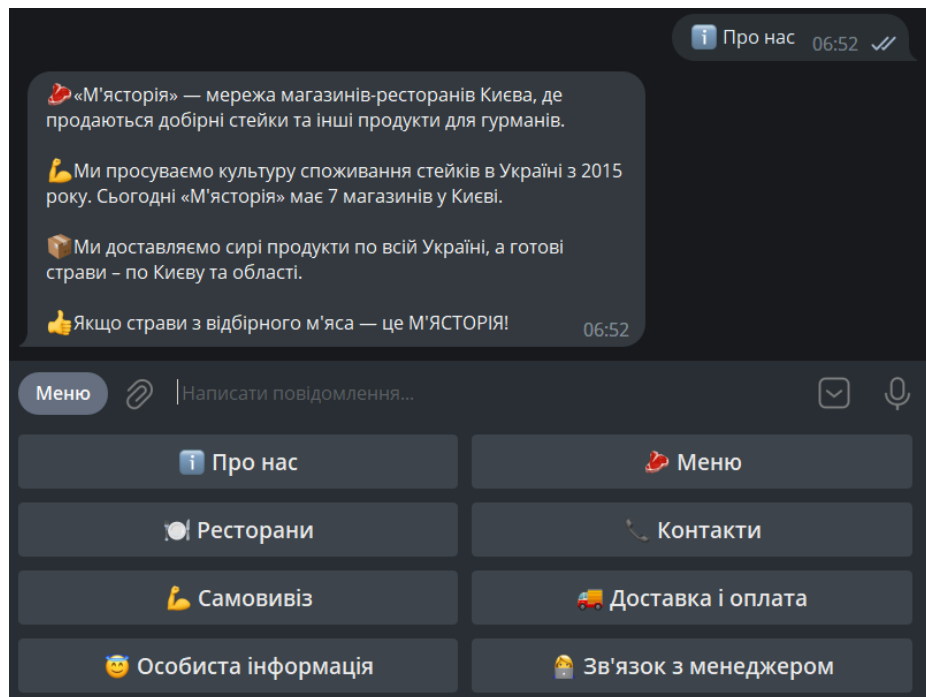 ℹ️ Про нас 06:52
🥩«М'ясторія» — мережа магазинів-ресторанів Києва, де
продаються добірні стейки та інші продукти для гурманів.
💪Ми просуваємо культуру споживання стейків в Україні з 2015
року. Сьогодні «М'ясторія» має 7 магазинів у Києві.
📦Ми доставляємо сирі продукти по всій Україні, а готові
страви – по Києву та області.
👍Якщо страви з відбірного м'яса — це М'ЯСТОРІЯ! 06:52
Меню Написати повідомлення...
ℹ️ Про нас
🥩 Меню
🍽️ Ресторани
📞 Контакти
💪 Самовивіз
🚚 Доставка і оплата
😇 Особиста інформація
🙍‍♀️ Зв'язок з менеджером